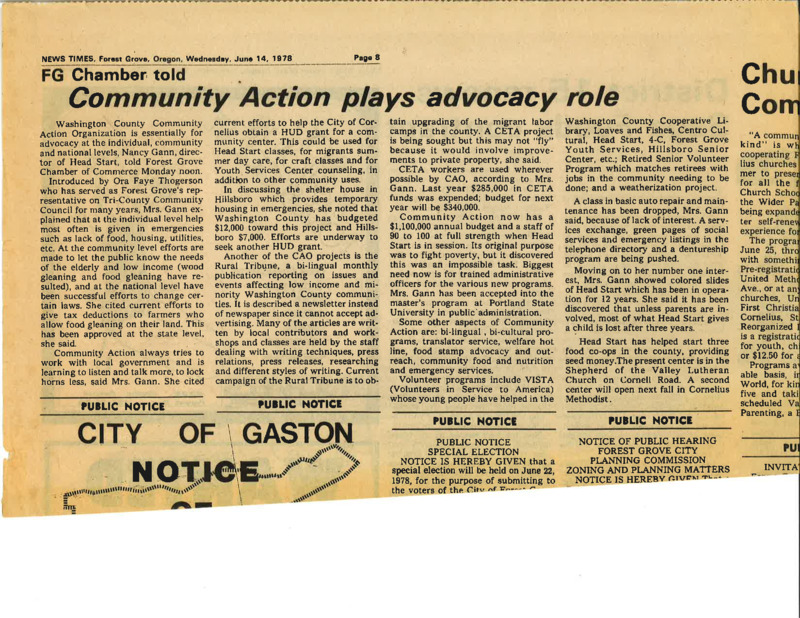 NEWS TIMES, Forest Grove, Oregon, Wednesday, June 14, 1978 Page 8
FG Chamber told
Community Action plays advocacy role
Washington County Community
Action Organization is essentially for
advocacy at the individual, community
and national levels, Nancy Gann, direc-
tor of Head Start, told Forest Grove
Chamber of Commerce Monday noon.
Introduced by Ora Faye Thogerson
who has served as Forest Grove's rep-
resentative on Tri-County Community
Council for many years, Mrs. Gann ex-
plained that at the individual level help
most often is given in emergencies
such as lack of food, housing, utilities,
etc. At the community level efforts are
made to let the public know the needs
of the elderly and low income (wood
gleaning and food gleaning have re-
sulted), and at the national level have
been successful efforts to change cer-
tain laws. She cited current efforts to
give tax deductions to farmers who
allow food gleaning on their land. This
has been approved at the state level,
she said.
Community Action always tries to
work with local government and is
learning to listen and talk more, to lock
horns less, said Mrs. Gann. She cited
current efforts to help the City of Cor-
nelius obtain a HUD grant for a com-
munity center. This could be used for
Head Start classes, for migrants sum-
mer day care, for craft classes and for
Youth Services Center counseling, in
addition to other community uses.
In discussing the shelter house in
Hillsboro which provides temporary
housing in emergencies, she noted that
Washington County was budgeted
$12,000 toward this project and Hills-
boro $7,000. Efforts are underway to
seek another HUD grant.
Another of the CAO projects is the
Rural Tribune, a bi-lingual monthly
publication reporting on issues and
events affecting low income and mi-
nority Washington County communi-
ties. It is described a newsletter instead
of newspaper since it cannot accept ad-
vertising. Many of the articles are writ-
ten by local contributors and work-
shops and classes are held by the staff
dealing with writing techniques, press
relations, press releases, researching
and different styles of writing. Current
campaign of the Rural Tribune is to ob-
tain upgrading of the migrant labor
camps in the county. A CETA project
is being sought but this may not "fly"
because it would involve improve-
ments to private property, she said.
CETA workers are used wherever
possible by CAO, according to Mrs.
Gann. Last year $285,000 in CETA
funds was expended; budget for next
year will be $340,000.
Community Action now has a
$1,100,000 annual budget and a staff of
90 to 100 at full strength when Head
Start is in session. Its original purpose
was to fight poverty, but it discovered
this was an impossible task. Biggest
need now is for trained administrative
officers for the various new programs.
Mrs. Gann has been accepted into the
master's program at Portland State
University in public administration.
Some other aspects of Community
Action are: bi-lingual, bi-cultural pro-
grams, translator service, welfare hot
line, food stamp advocacy and out-
reach, community food and nutrition
and emergency services.
Volunteer programs include VISTA
(Volunteers in Service to America)
whose young people have helped in the
Washington County Cooperative Li-
brary, Loaves and Fishes, Centro Cul-
tural, Head Start, 4-C, Forest Grove
Youth Services, Hillsboro Senior
Center, etc.; Retired Senior Volunteer
Program which matches retirees with
jobs in the community needing to be
done; and a weatherization project.
A class in basic auto repair and main-
tenance has been dropped, Mrs. Gann
said, because of lack of interest. A serv-
ices exchange, green pages of social
services and emergency listings in the
telephone directory and a dentureship
program are being pushed.
Moving on to her number one inter-
est, Mrs. Gann showed colored slides
of Head Start which has been in opera-
tion for 12 years. She said it has been
discovered that unless parents are in-
volved, most of what Head Start gives
a child is lost after three years.
Head Start has helped start three
food co-ops in the county, providing
seed money. The present center is in the
Shepherd of the Valley Lutheran
Church on Cornell Road. A second
center will open next fall in Cornelius
Methodist.
PUBLIC NOTICE
CITY OF GASTON
NOTICE
OF
PUBLIC NOTICE
PUBLIC NOTICE
PUBLIC NOTICE
SPECIAL ELECTION
NOTICE IS HEREBY GIVEN that a
special election will be held on June 22,
1978, for the purpose of submitting to
the voters of the City of
PUBLIC NOTICE
NOTICE OF PUBLIC HEARING
FOREST GROVE CITY
PLANNING COMMISSION
ZONING AND PLANNING MATTERS
NOTICE IS HEREBY GIVEN
Chu
Com
"A commun
kind" is wh
cooperating
lius churches
mer to prese
for all the
Church Schoo
the Wider Pa
being expande
ter self-renew
experience fo
The progra
June 25, thro
with somethi
Pre-registratio
United Metho
Ave., or at an
churches, Un
First Christia
Cornelius, St
Reorganized
is a registratio
for youth, ch
or $12.50 for
Programs a
able basis, i
World, for kin
five and taki
scheduled Va
Parenting, a
PU
INVITA